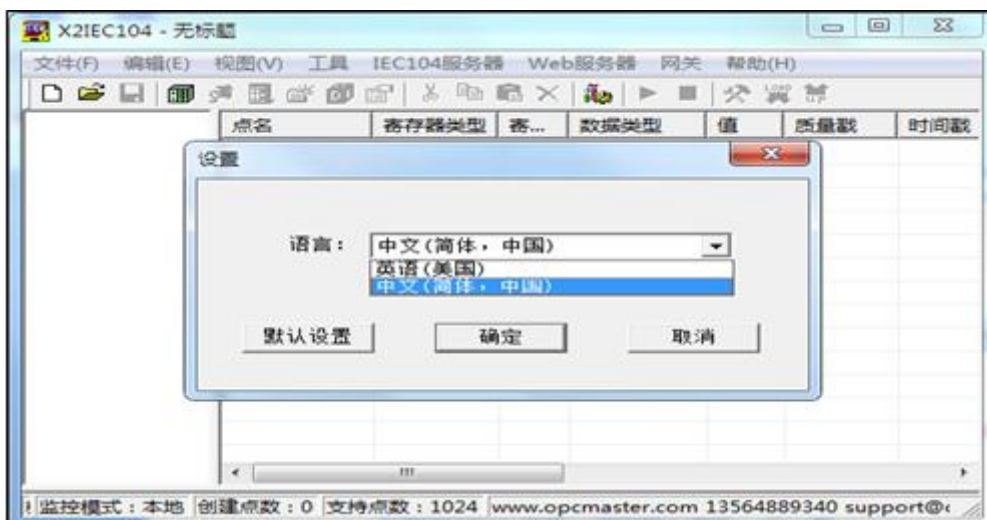 X2IEC104 - 无标题
文件(F) 编辑(E) 视图(V) 工具 IEC104服务器 Web服务器 网关 帮助(H)
点名 寄存器类型 寄... 数据类型 值 质量戳 时间戳
设置
语言: 中文(简体,中国)
英语(美国)
中文(简体,中国)
默认设置 确定 取消
监控模式:本地 创建点数:0 支持点数:1024 www.opcmaster.com 13564889340 support@